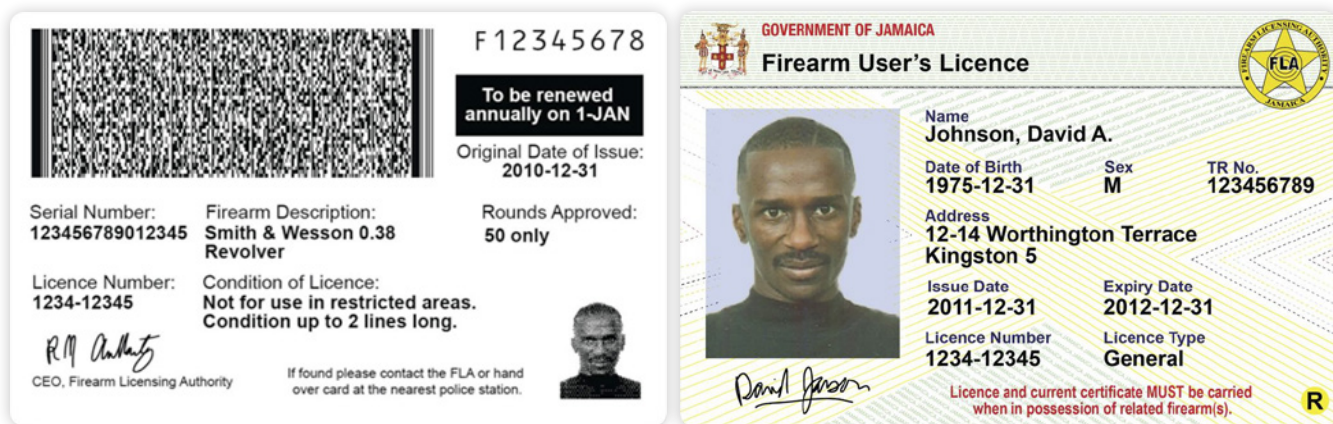 F12345678
To be renewed
annually on 1-JAN
Original Date of Issue:
2010-12-31
Serial Number:
123456789012345
Firearm Description:
Smith & Wesson 0.38
Revolver
Rounds Approved:
50 only
Licence Number:
1234-12345
Condition of Licence:
Not for use in restricted areas.
Condition up to 2 lines long.
CEO, Firearm Licensing Authority
If found please contact the FLA or hand
over card at the nearest police station.
GOVERNMENT OF JAMAICA
Firearm User's Licence
FIREARM LICENSING AUTHORITY
FLA
JAMAICA
Name
Johnson, David A.
Date of Birth
1975-12-31
Sex
M
TR No.
123456789
Address
12-14 Worthington Terrace
Kingston 5
Issue Date
2011-12-31
Expiry Date
2012-12-31
Licence Number
1234-12345
Licence Type
General
Licence and current certificate MUST be carried
when in possession of related firearm(s).
R